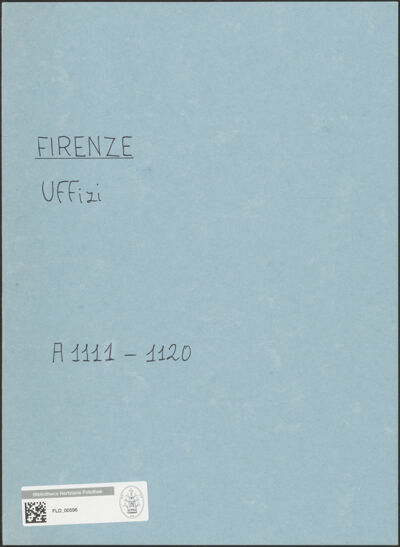 FIRENZE
Uffizi
A 1111 – 1120
Bibliotheca Hertziana Fotothek
FLD_00596